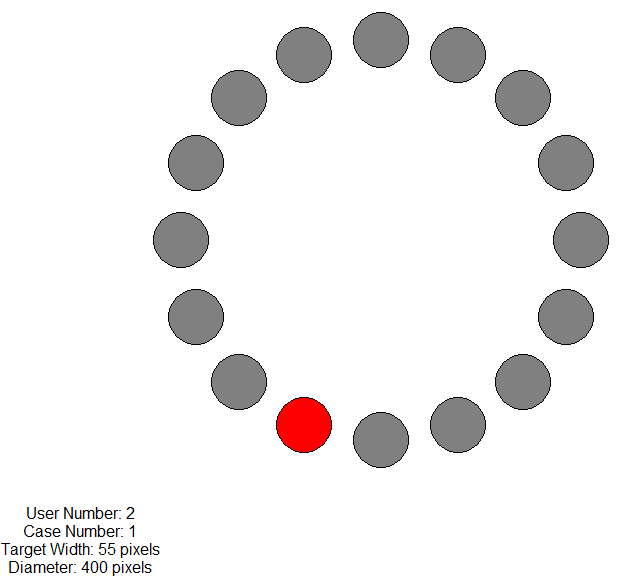 User Number: 2
Case Number: 1
Target Width: 55 pixels
Diameter: 400 pixels